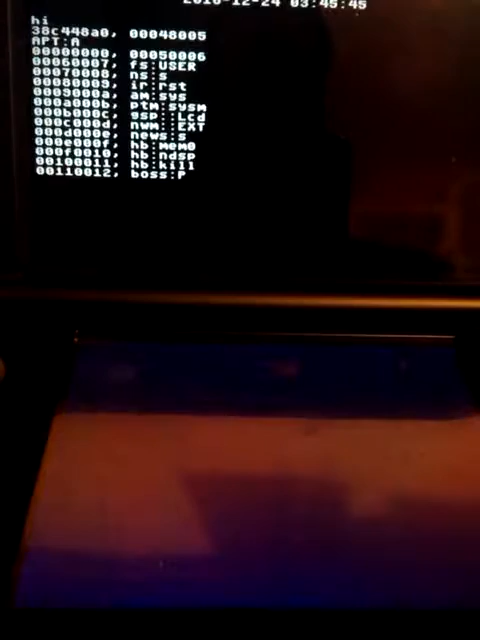 2016-12-24 03:45:45
hi
38c448a0, 00048005
APT:A
00000000, 00050006
00060007, fs:USER
00070008, ns:s
00080009, ir:rst
0009000a, am:sys
000a000b, ptm:sysm
000b000c, gsp::Lcd
000c000d, nwm::EXT
000d000e, news:s
000e000f, hb:mem0
000f0010, hb:ndsp
00100011, hb:kill
00110012, boss:P